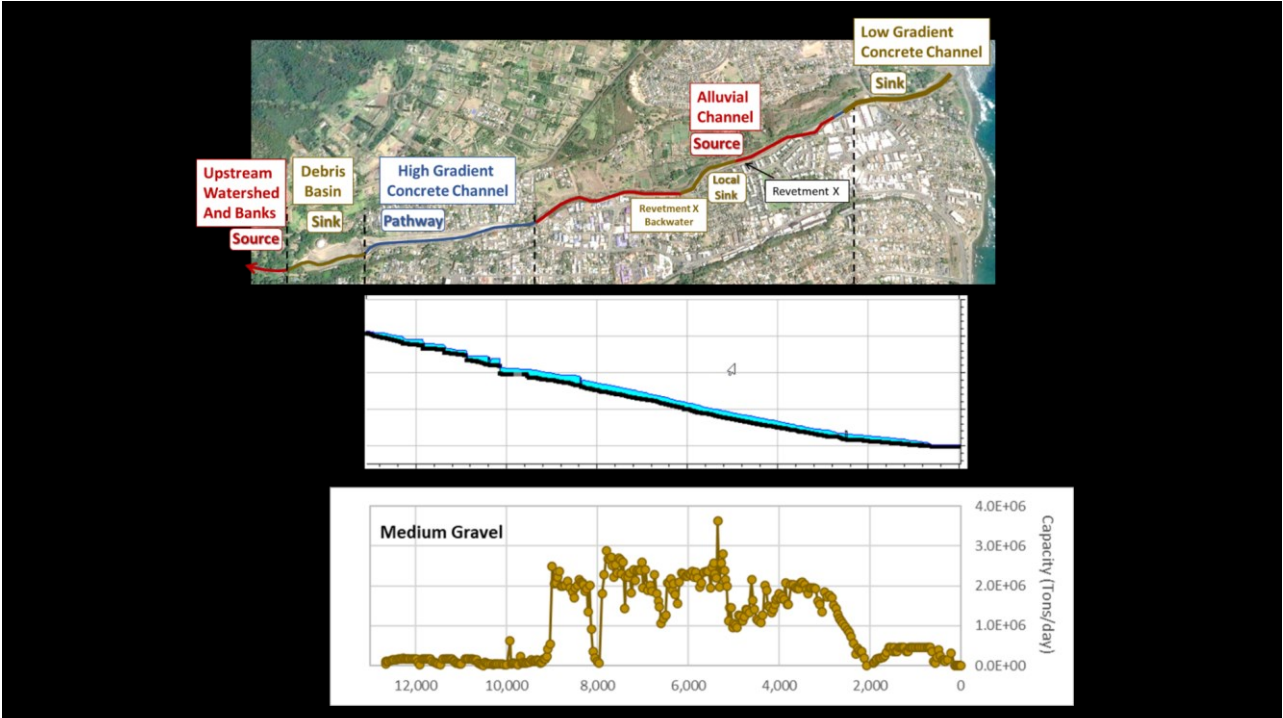 Low Gradient
Concrete Channel
Sink
Alluvial
Channel
Source
Upstream
Watershed
And Banks
Source
Debris
Basin
Sink
High Gradient
Concrete Channel
Pathway
Local
Sink
Revetment X
Revetment X
Backwater
Medium Gravel
4.0E+06
3.0E+06
2.0E+06
1.0E+06
0.0E+00
Capacity (Tons/day)
12,000
10,000
8,000
6,000
4,000
2,000
0